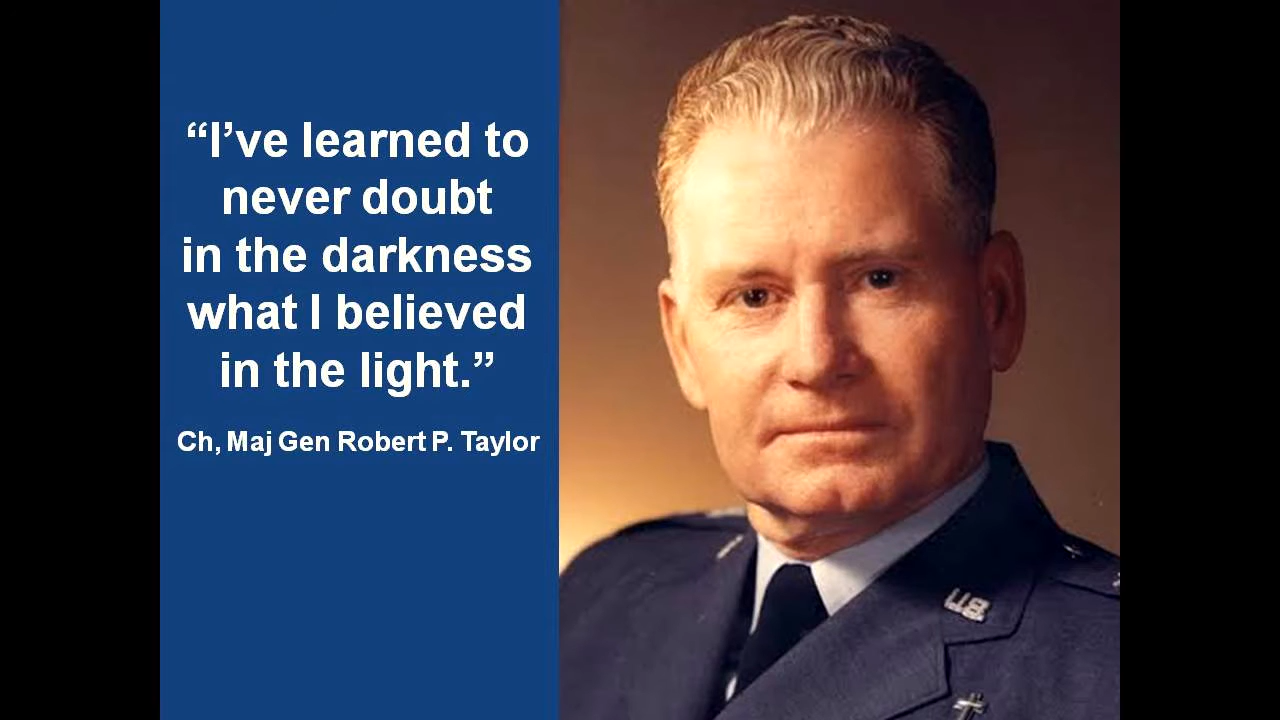 “I’ve learned to
never doubt
in the darkness
what I believed
in the light.”
Ch, Maj Gen Robert P. Taylor
U.S.